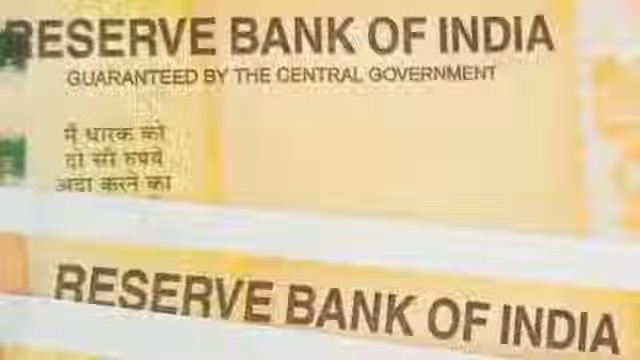 RESERVE BANK OF INDIA
GUARANTEED BY THE CENTRAL GOVERNMENT
मैं धारक को
दो सौ रुपये
अदा करने का
RESERVE BANK OF INDIA